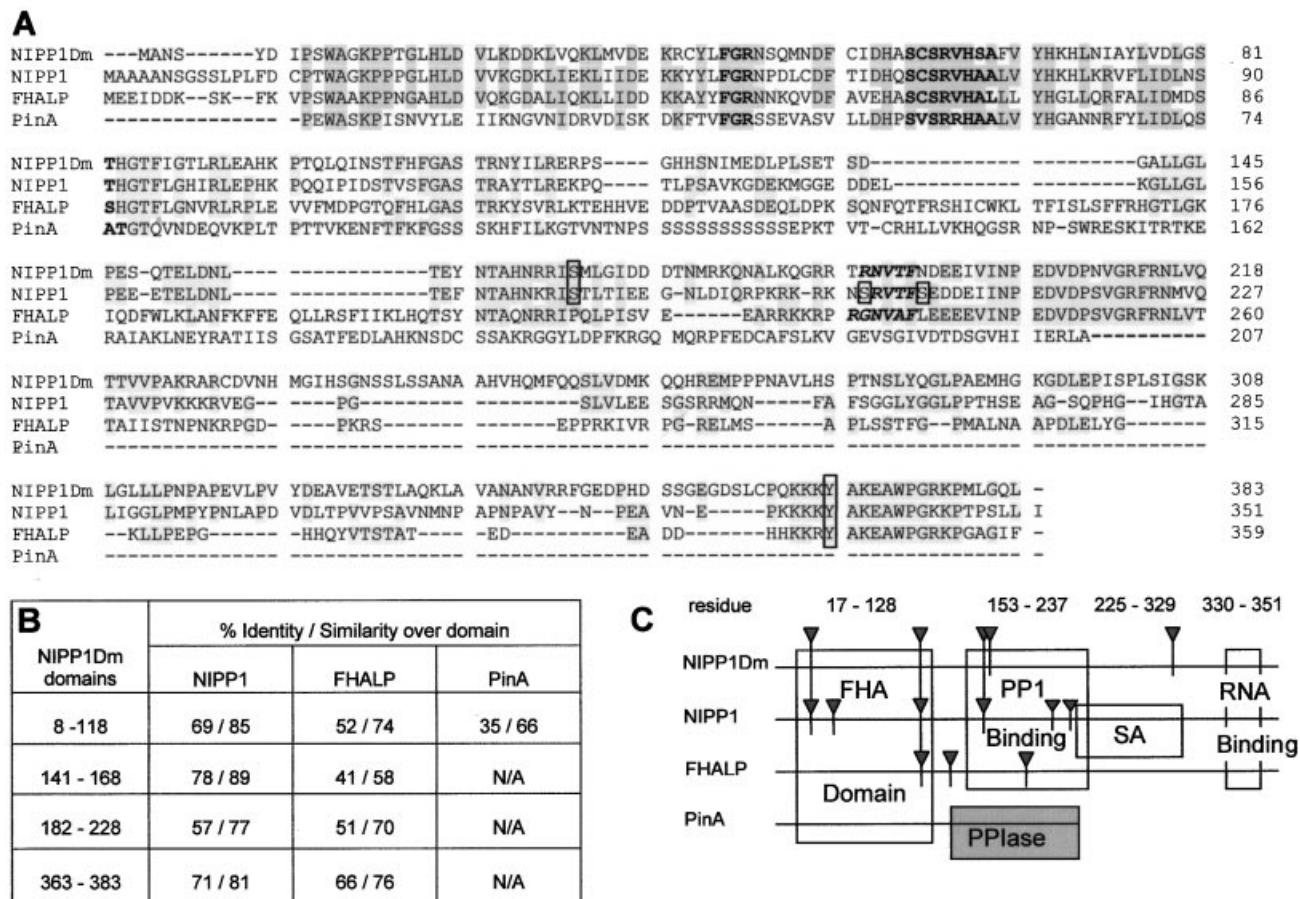 A
NIPP1Dm ---MANS------YD IPSWAGKPPTGLHLD VLKDDKLVQKLMVDE KRCYLFGRNSQMNDF CIDHASCSRVHSAFV YHKHLNIAYLVDLGS 81
NIPP1 MAAAANSGSSLPLFD CPTWAGKPPPGLHLD VVKGDKLIEKLIIDE KKYYLFGRNPDLCDF TIDHQSCSRVHAALV YHKHLKRVFLIDLNS 90
FHALP MEEIDDK--SK--FK VPSWAAKPPNGAHLD VQKGDALIQKLLIDD KKAYYFGRNNKQVDF AVEHASCSRVHALLL YHGLLQRFALIDMDS 86
PinA ---------------- PEWASKPISNVYLE IIKNGNVIDRVDISK DKFTVFGRSSEVASV LLDHPSVSRRHAALV YHGANNRFYLIDLQS 74
NIPP1Dm THGTFIGTLRLEAHK PTQLQINSTFHFGAS TRNYILRERPS---- GHHSNIMEDLPLSET SD------------- ---------GALLGL 145
NIPP1 THGTFLGHIRLEPHK PQQIPIDSTVSFGAS TRAYTLREKPQ---- TLPSAVKGDEKMGGE DDEL----------- ---------KGLLGL 156
FHALP SHGTFLGNVRLRPLE VVFMDPGTQFHLGAS TRKYSVRLKTEHHVE DDPTVAASDEQLDPK SQNFQTFRSHICWKL TFISLSFFRHGTLGK 176
PinA ATGTQVNDEQVKPLT PTTVKENFTFKFGSS SKHFILKGTVNTNPS SSSSSSSSSSSEPKT VT-CRHLLVKHQGSR NP-SWRESKITRTKE 162
NIPP1Dm PES-QTELDNL---- -----------TEY NTAHNRRISMLGIDD DTNMRKQNALKQGRR TRNVTFNDEEIVINP EDVDPNVGRFRNLVQ 218
NIPP1 PEE-ETELDNL---- -----------TEF NTAHNKRISTLTIEE G-NLDIQRPKRK-RK NSRVTFSEDDEIINP EDVDPSVGRFRNMVQ 227
FHALP IQDFWLKLANFKFFE QLLRSFIIKLHQTSY NTAQNRRIPQLPISV E------EARRKKRP RGNVAFLEEEEVINP EDVDPSVGRFRNLVT 260
PinA RAIAKLNEYRATIIS GSATFEDLAHKNSDC SSAKRGGYLDPFKRGQ MQRPFEDCAFSLKV GEVSGIVDTDSGVHI IERLA---------- 207
NIPP1Dm TTVVPAKRARCDVNH MGIHSGNSSLSSANA AHVHQMFQQSLVDMK QQHREMPPPNAVLHS PTNSLYQGLPAEMHG KGDLEPISPLSIGSK 308
NIPP1 TAVVPVKKKRVEG-- ---PG---------- ---------SLVLEE SGSRRMQN-----FA FSGGLYGGLPPTHSE AG-SQPHG--IHGTA 285
FHALP TAIISTNPNKRPGD- ---PKRS-------- -------EPPRKIVRP G-RELMS------A PLSSTFG--PMALNA APDLELYG------- 315
PinA --------------- --------------- --------------- --------------- --------------- ---------------
NIPP1Dm LGLLLPNPAPEVLPV YDEAVETSTLAQKLA VANANVRRFGEDPHD SSGEGDSLCPQKKKY AKEAWPGRKPMLGQL - 383
NIPP1 LIGGLPMPYPNLAPD VDLTPVVPSAVNMNP APNPAVY--N--PEA VN-E------PKKKKY AKEAWPGKKPTPSLL I 351
FHALP --KLLPEPG------ HHQYVTSTAT----ED---------EA DD--------HHKKRY AKEAWPGRKPGAGIF - 359
PinA --------------- --------------- --------------- --------------- --------------- -
B
NIPP1Dm domains
% Identity / Similarity over domain
NIPP1 FHALP PinA
8 -118 69 / 85 52 / 74 35 / 66
141 - 168 78 / 89 41 / 58 N/A
182 - 228 57 / 77 51 / 70 N/A
363 - 383 71 / 81 66 / 76 N/A
C
residue 17 - 128 153 - 237 225 - 329 330 - 351
NIPP1Dm
FHA PP1 RNA
NIPP1
Binding SA Binding
FHALP
Domain
PinA
PPIase